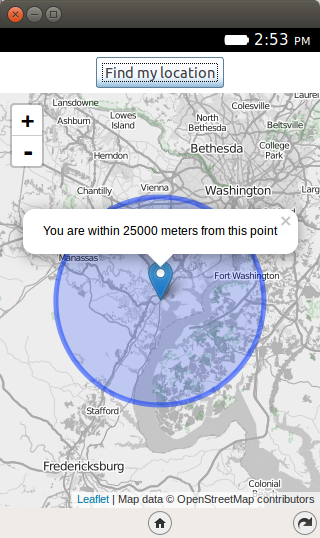 2:53 PM
Find my location
+
-
Lansdowne
Ashburn
Lowes
Island
Herndon
Chantilly
Vienna
North
Bethesda
Bethesda
Colesville
Beltsville
College
Park
Washington
×
You are within 25000 meters from this point
Manassas
Fort Washington
Stafford
Fredericksburg
Colonial
Leaflet | Map data © OpenStreetMap contributors